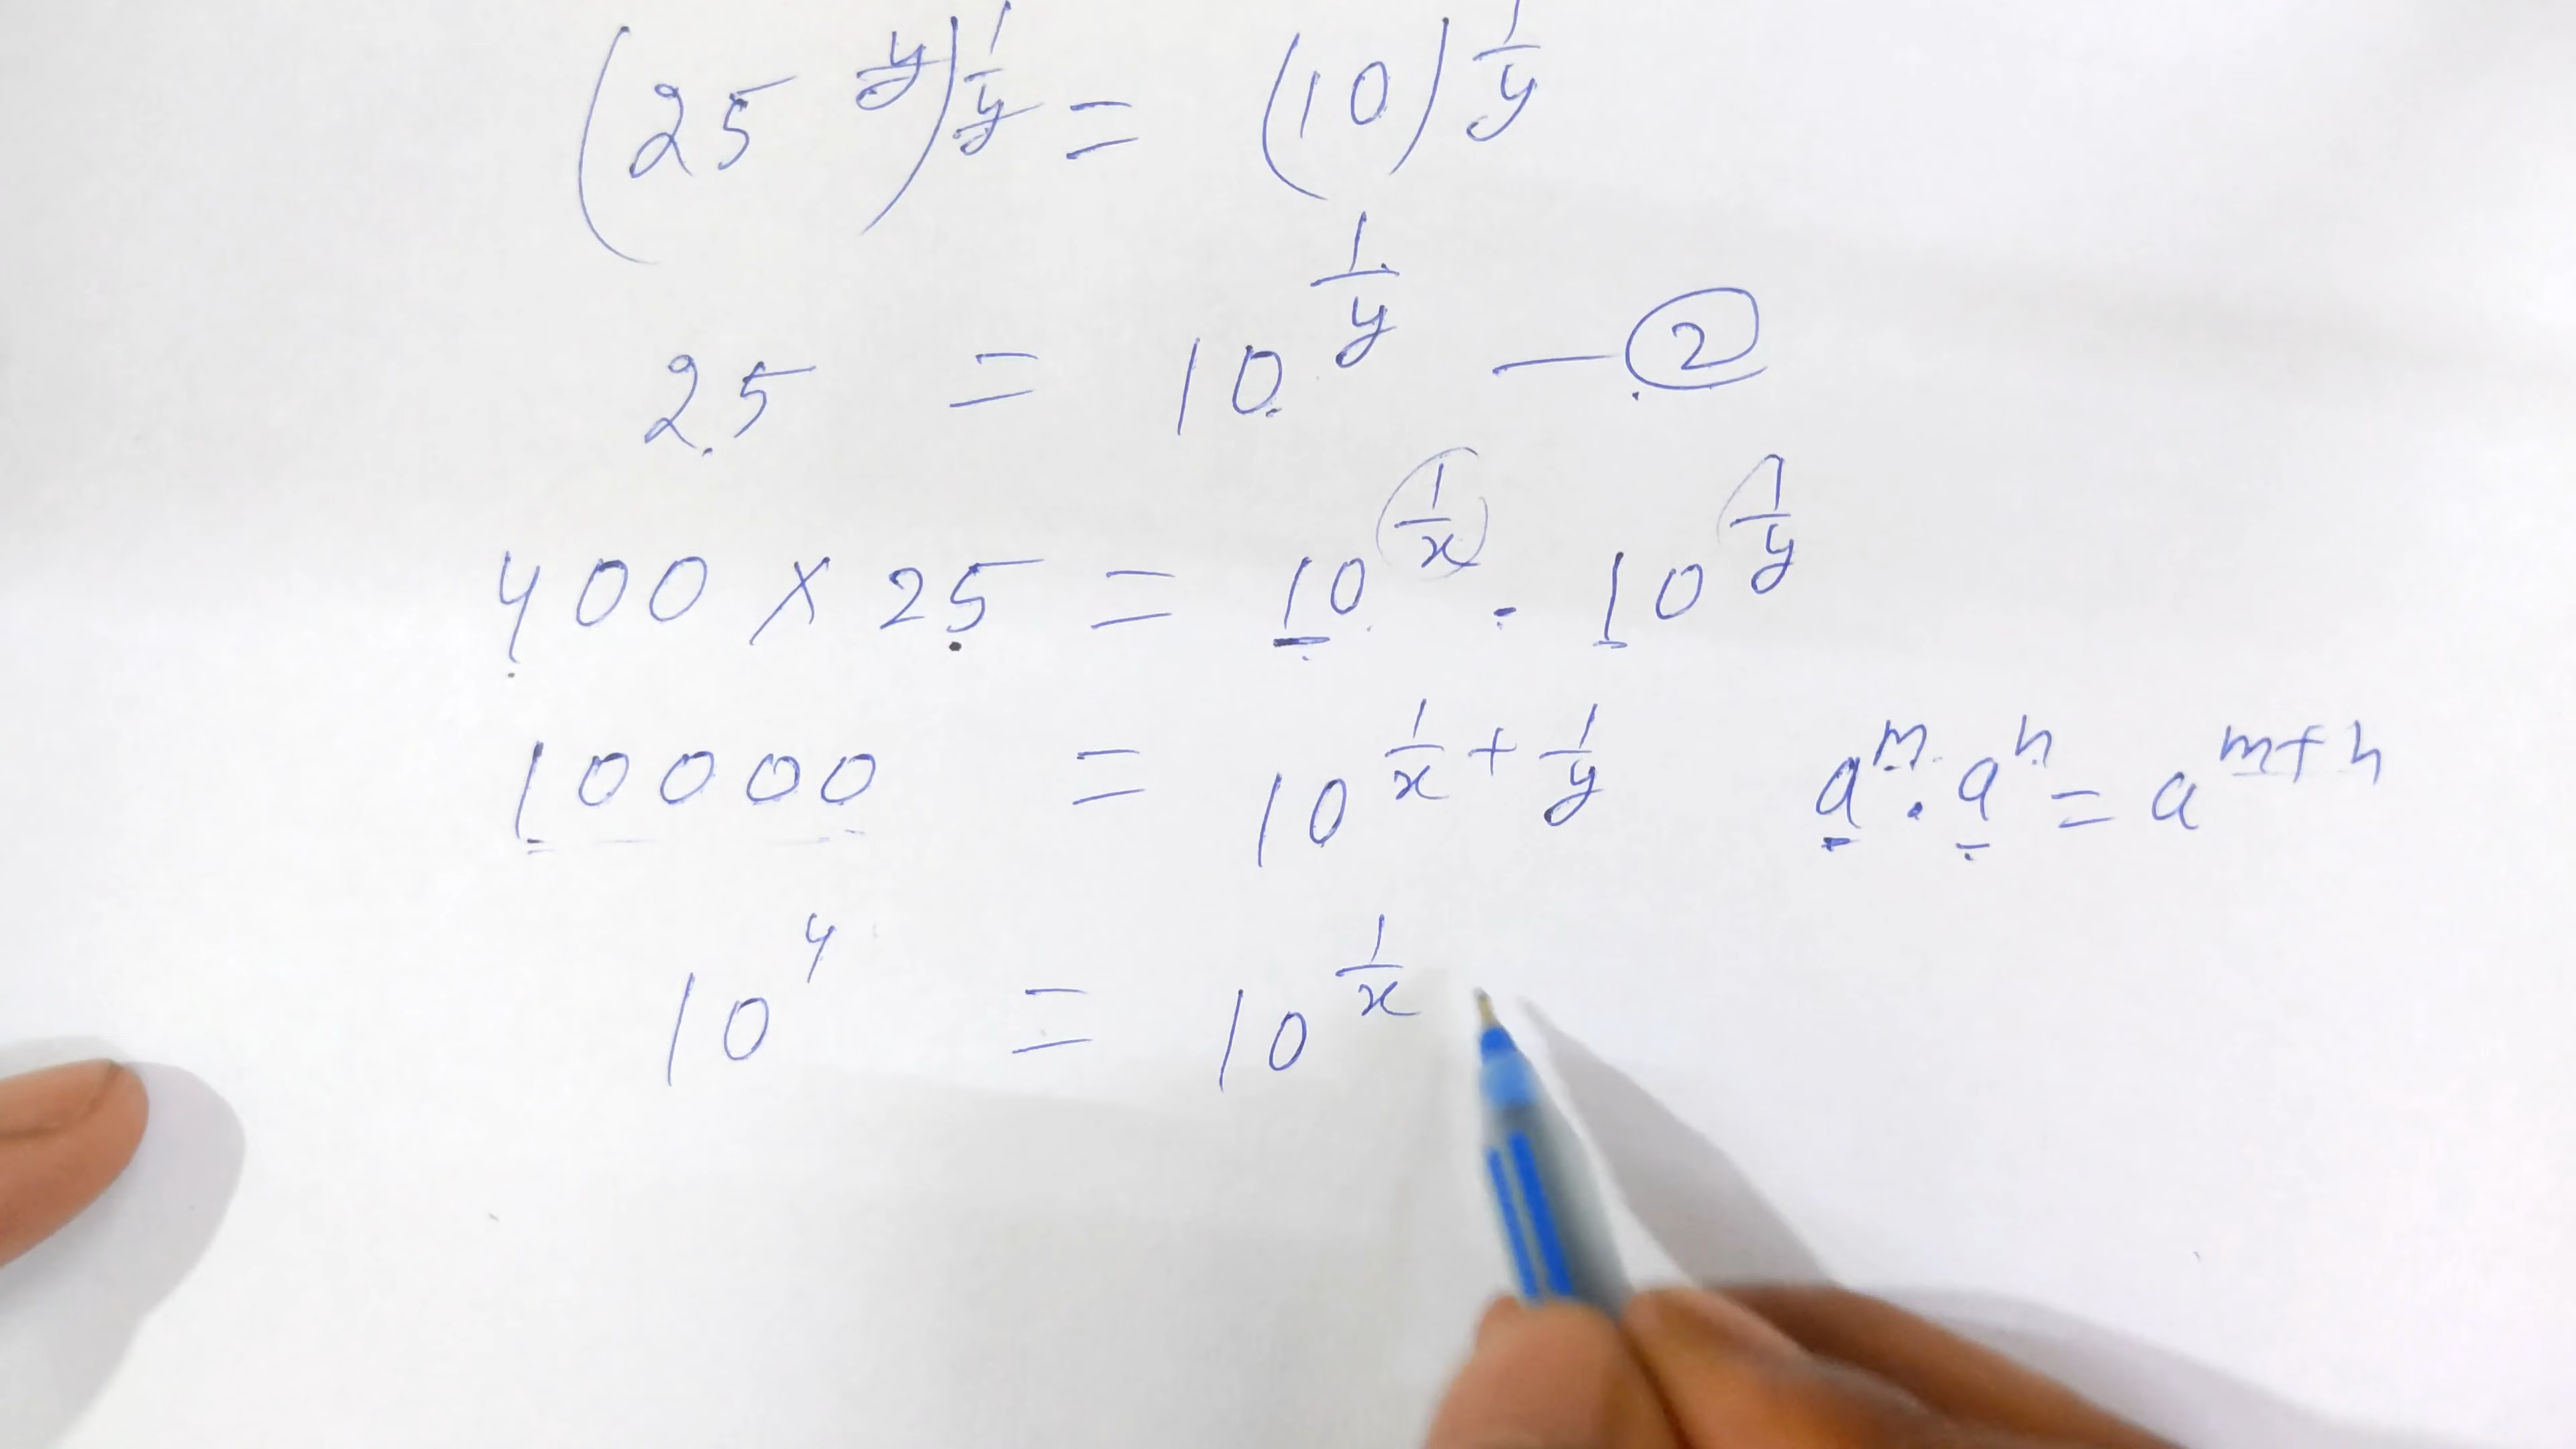 (25^(y))^(1/y) = (10)^(1/y)
25 = 10^(1/y) — ②
400 × 25 = 10^(1/x) · 10^(1/y)
10000 = 10^(1/x + 1/y) a^m · a^n = a^(m+n)
10^4 = 10^(1/x)